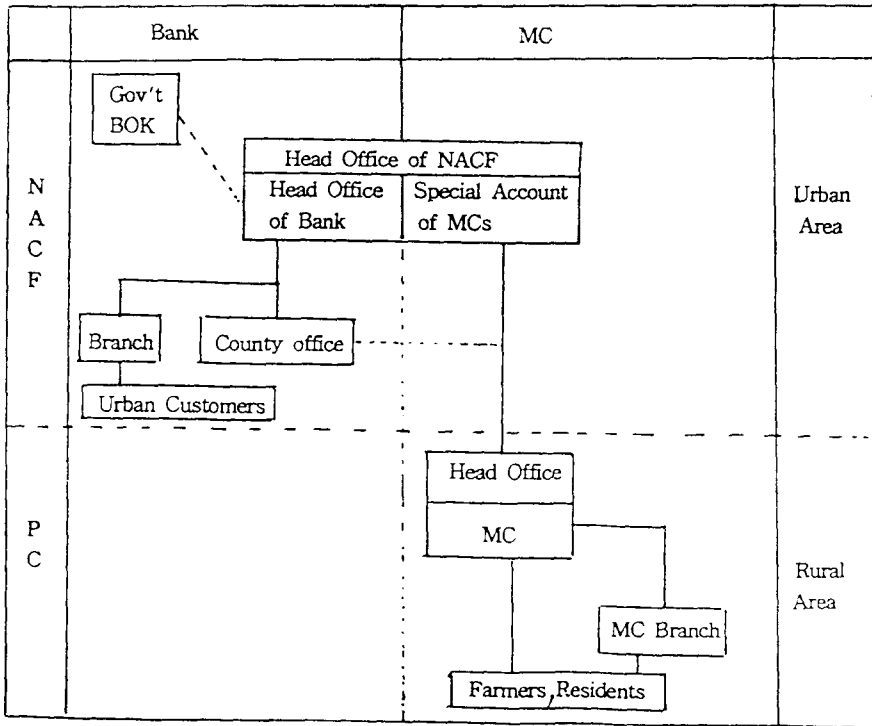 Bank
MC
Gov't
BOK
Head Office of NACF
Head Office
of Bank
Special Account
of MCs
N
A
C
F
Urban
Area
Branch
County office
Urban Customers
Head Office
MC
P
C
Rural
Area
MC Branch
Farmers, Residents